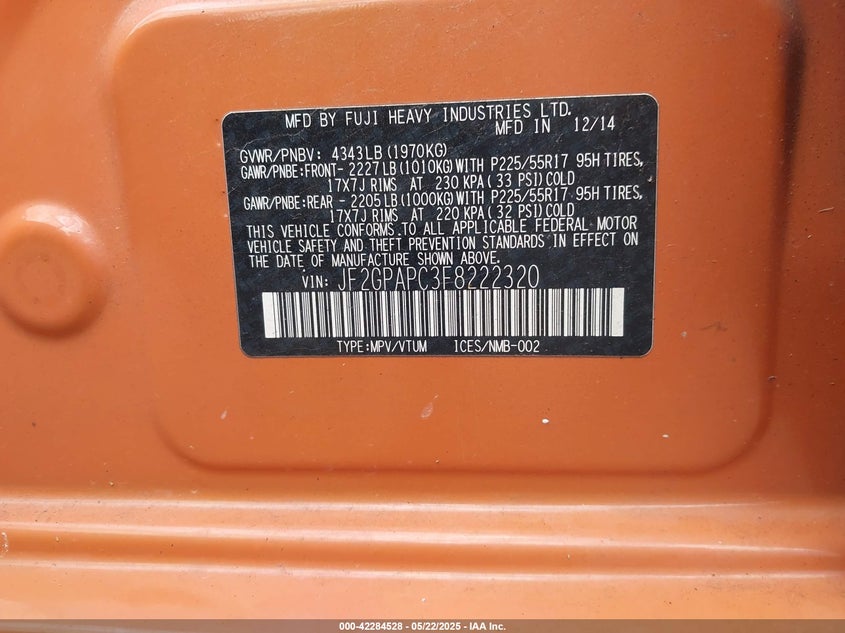 MFD BY FUJI HEAVY INDUSTRIES LTD.
MFD IN 12/14
GVWR/PNBV: 4343LB(1970KG)
GAWR/PNBE:FRONT- 2227LB(1010KG)WITH P225/55R17 95H TIRES,
17X7J RIMS AT 230 KPA(33 PSI)COLD
GAWR/PNBE:REAR - 2205LB(1000KG)WITH P225/55R17 95H TIRES,
17X7J RIMS AT 220 KPA(32 PSI)COLD
THIS VEHICLE CONFORMS TO ALL APPLICABLE FEDERAL MOTOR
VEHICLE SAFETY AND THEFT PREVENTION STANDARDS IN EFFECT ON
THE DATE OF MANUFACTURE SHOWN ABOVE.
VIN: JF2GPAPC3F8222320
TYPE:MPV/VTUM ICES/NMB-002
000-42284528 - 05/22/2025 - IAA Inc.